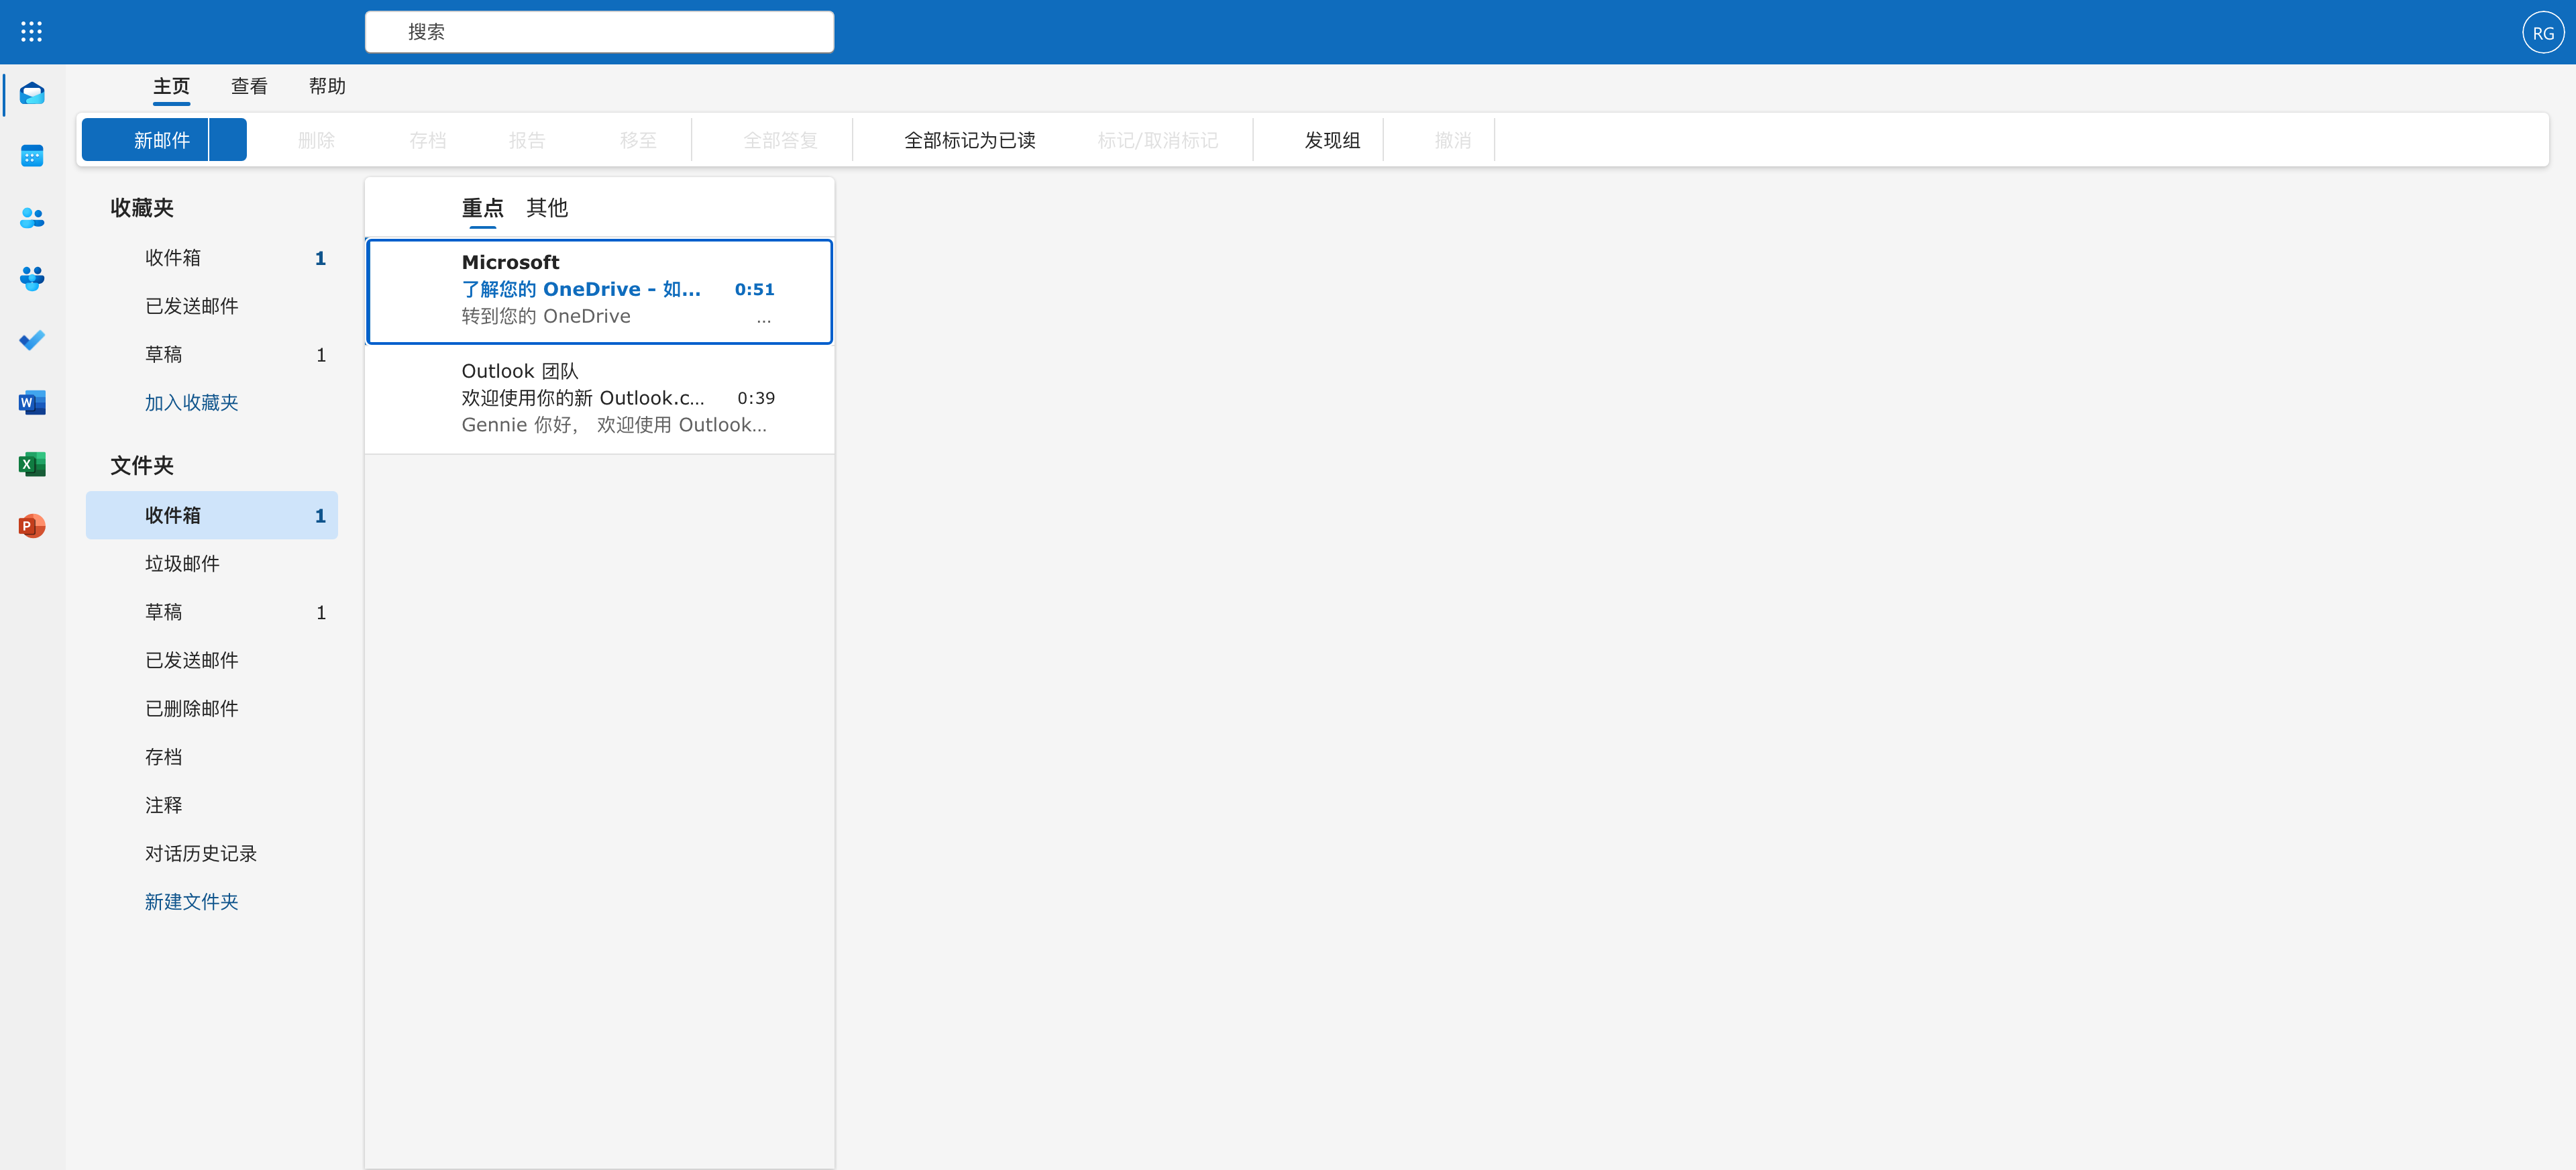 搜索
RG
主页 查看 帮助
新邮件 删除 存档 报告 移至 全部答复 全部标记为已读 标记/取消标记 发现组 撤消
收藏夹
收件箱 1
已发送邮件
草稿 1
加入收藏夹
文件夹
收件箱 1
垃圾邮件
草稿 1
已发送邮件
已删除邮件
存档
注释
对话历史记录
新建文件夹
重点 其他
Microsoft
了解您的 OneDrive - 如... 0:51
转到您的 OneDrive ...
Outlook 团队
欢迎使用你的新 Outlook.c... 0:39
Gennie 你好， 欢迎使用 Outlook...
W
X
P